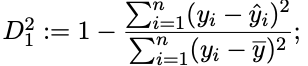 D_1^2 := 1 - \frac{\sum_{i=1}^{n}(y_i - \hat{y}_i)^2}{\sum_{i=1}^{n}(y_i - \overline{y})^2};